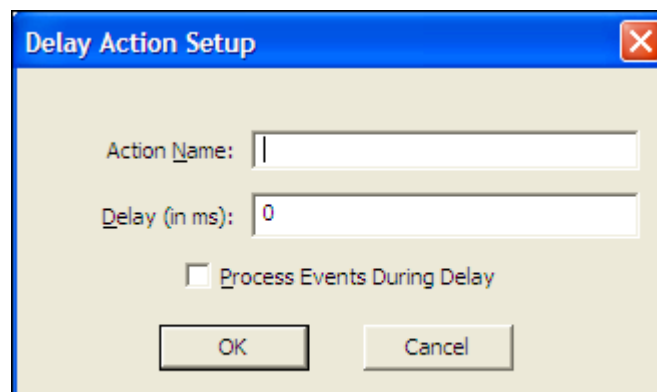 Delay Action Setup
Action Name:
Delay (in ms): 0
Process Events During Delay
OK Cancel